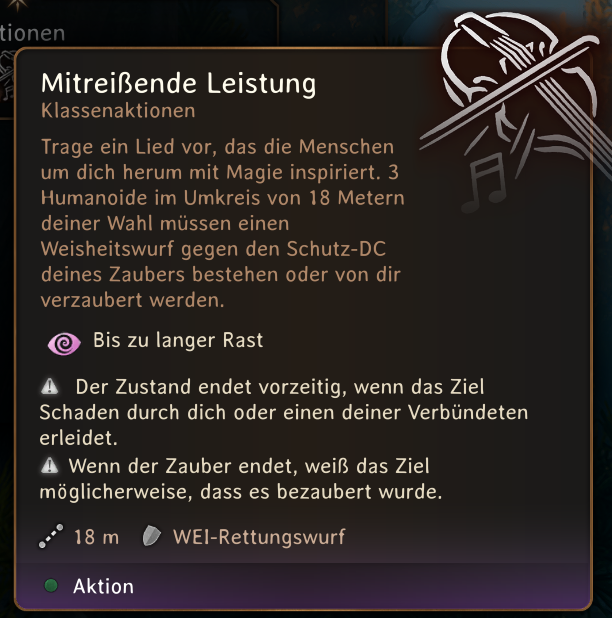 tionen
Mitreißende Leistung
Klassenaktionen
Trage ein Lied vor, das die Menschen
um dich herum mit Magie inspiriert. 3
Humanoide im Umkreis von 18 Metern
deiner Wahl müssen einen
Weisheitswurf gegen den Schutz-DC
deines Zaubers bestehen oder von dir
verzaubert werden.
Bis zu langer Rast
Der Zustand endet vorzeitig, wenn das Ziel
Schaden durch dich oder einen deiner Verbündeten
erleidet.
Wenn der Zauber endet, weiß das Ziel
möglicherweise, dass es bezaubert wurde.
18 m WEI-Rettungswurf
Aktion